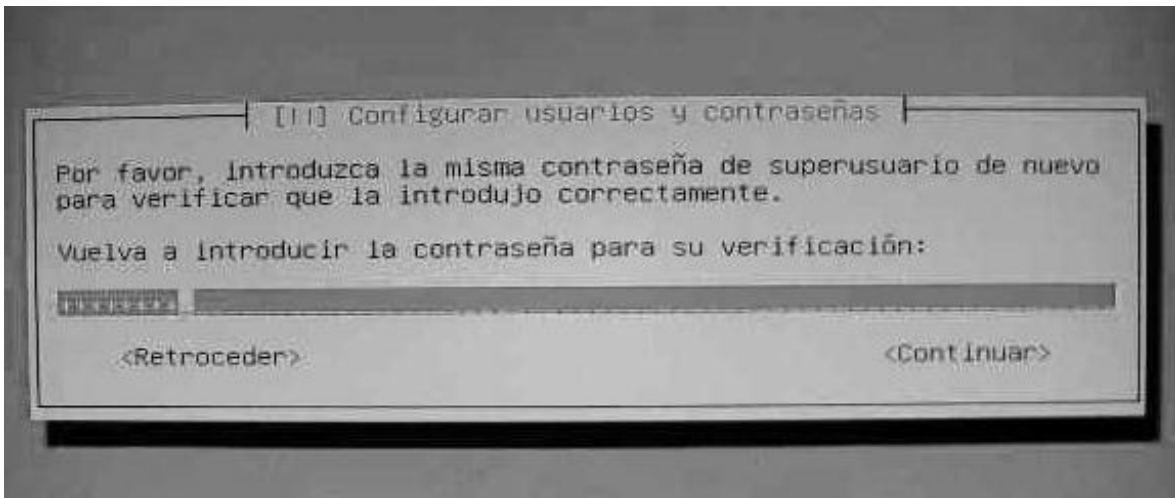 [!!] Configurar usuarios y contraseñas
Por favor, introduzca la misma contraseña de superusuario de nuevo
para verificar que la introdujo correctamente.
Vuelva a introducir la contraseña para su verificación:
<Retroceder> <Continuar>